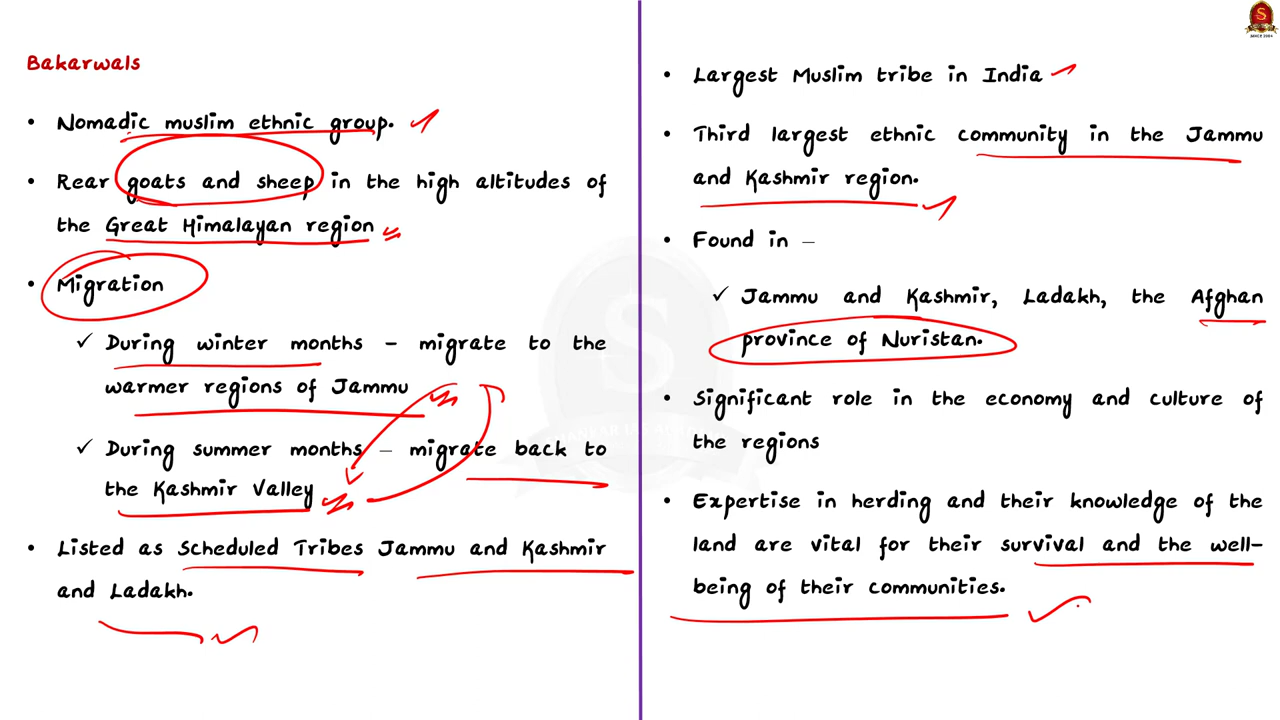 Bakarwals
• Nomadic muslim ethnic group.
• Rear goats and sheep in the high altitudes of
the Great Himalayan region
• Migration
✓ During winter months – migrate to the
warmer regions of Jammu
✓ During summer months – migrate back to
the Kashmir Valley
• Listed as Scheduled Tribes Jammu and Kashmir
and Ladakh.
• Largest Muslim tribe in India
• Third largest ethnic community in the Jammu
and Kashmir region.
• Found in –
✓ Jammu and Kashmir, Ladakh, the Afghan
province of Nuristan.
• Significant role in the economy and culture of
the regions
• Expertise in herding and their knowledge of the
land are vital for their survival and the well-
being of their communities.
S
SINCE 2004